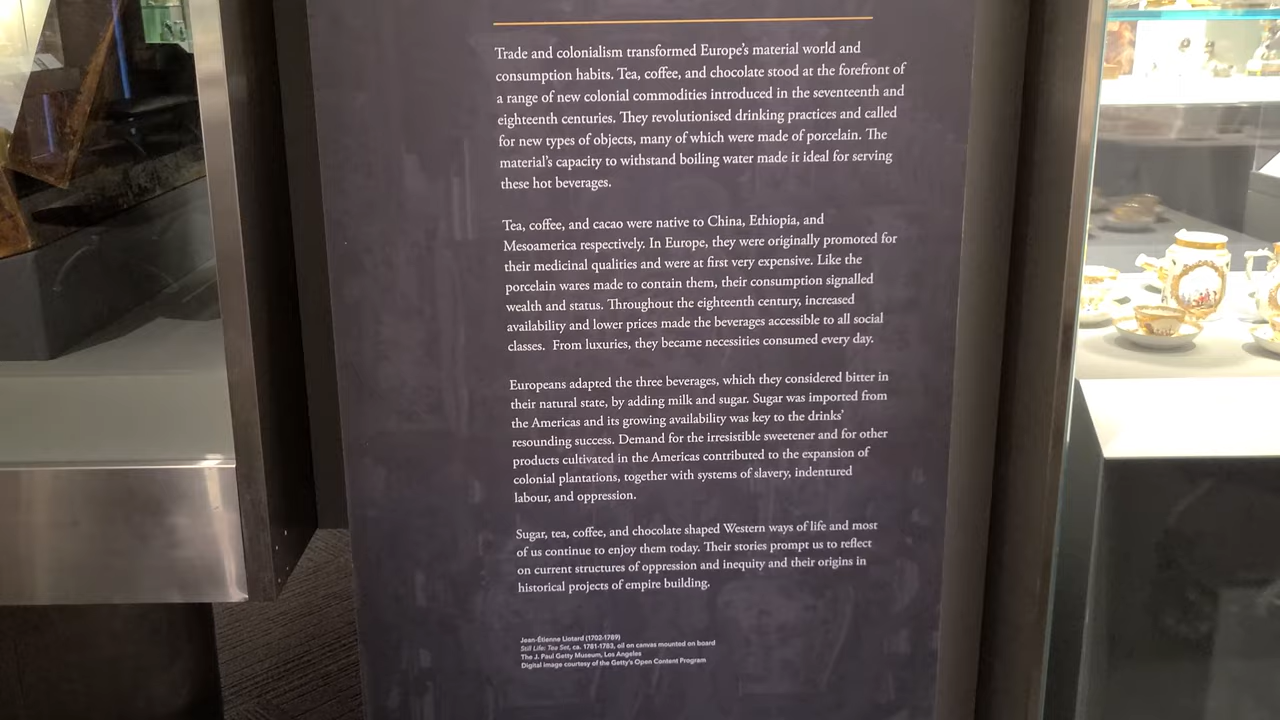 Trade and colonialism transformed Europe's material world and
consumption habits. Tea, coffee, and chocolate stood at the forefront of
a range of new colonial commodities introduced in the seventeenth and
eighteenth centuries. They revolutionised drinking practices and called
for new types of objects, many of which were made of porcelain. The
material's capacity to withstand boiling water made it ideal for serving
these hot beverages.
Tea, coffee, and cacao were native to China, Ethiopia, and
Mesoamerica respectively. In Europe, they were originally promoted for
their medicinal qualities and were at first very expensive. Like the
porcelain wares made to contain them, their consumption signalled
wealth and status. Throughout the eighteenth century, increased
availability and lower prices made the beverages accessible to all social
classes. From luxuries, they became necessities consumed every day.
Europeans adapted the three beverages, which they considered bitter in
their natural state, by adding milk and sugar. Sugar was imported from
the Americas and its growing availability was key to the drinks'
resounding success. Demand for the irresistible sweetener and for other
products cultivated in the Americas contributed to the expansion of
colonial plantations, together with systems of slavery, indentured
labour, and oppression.
Sugar, tea, coffee, and chocolate shaped Western ways of life and most
of us continue to enjoy them today. Their stories prompt us to reflect
on current structures of oppression and inequity and their origins in
historical projects of empire building.
Jean-Étienne Liotard (1702-1789)
Still Life: Tea Set, ca. 1781-1783, oil on canvas mounted on board
The J. Paul Getty Museum, Los Angeles
Digital image courtesy of the Getty's Open Content Program